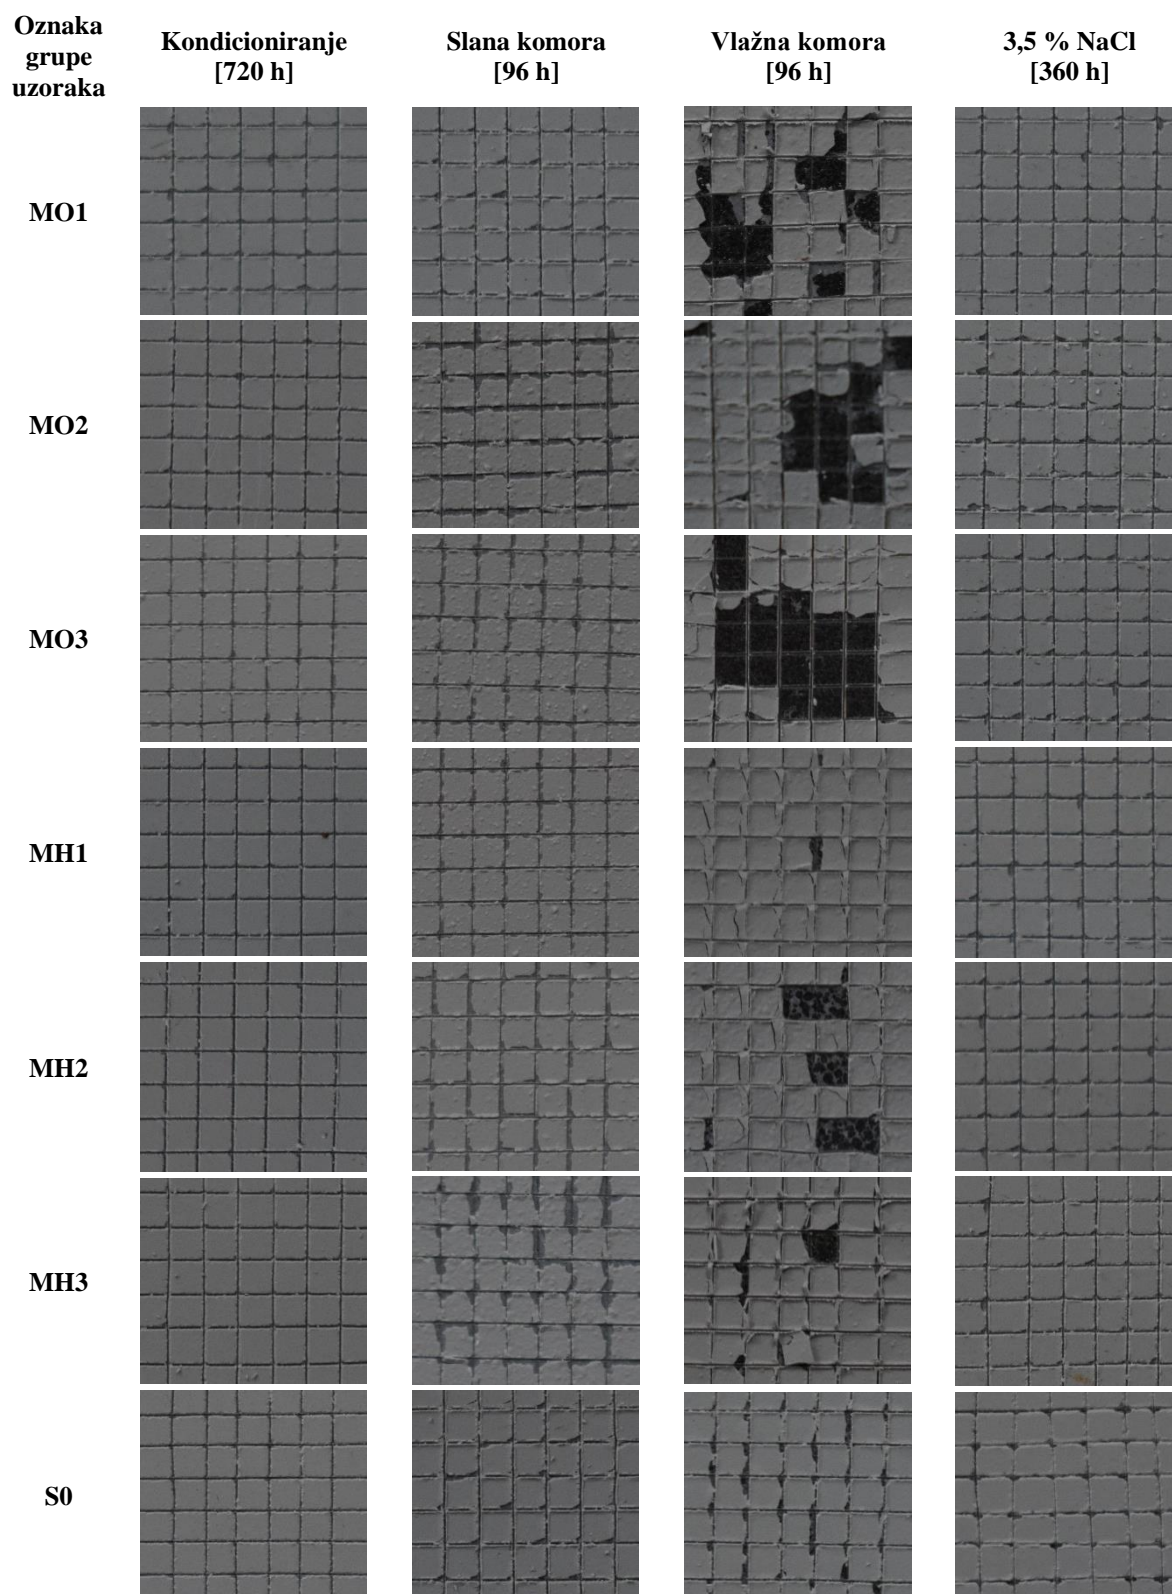 Oznaka
grupe
uzoraka
Kondicioniranje
[720 h]
Slana komora
[96 h]
Vlažna komora
[96 h]
3,5 % NaCl
[360 h]
MO1
MO2
MO3
MH1
MH2
MH3
S0